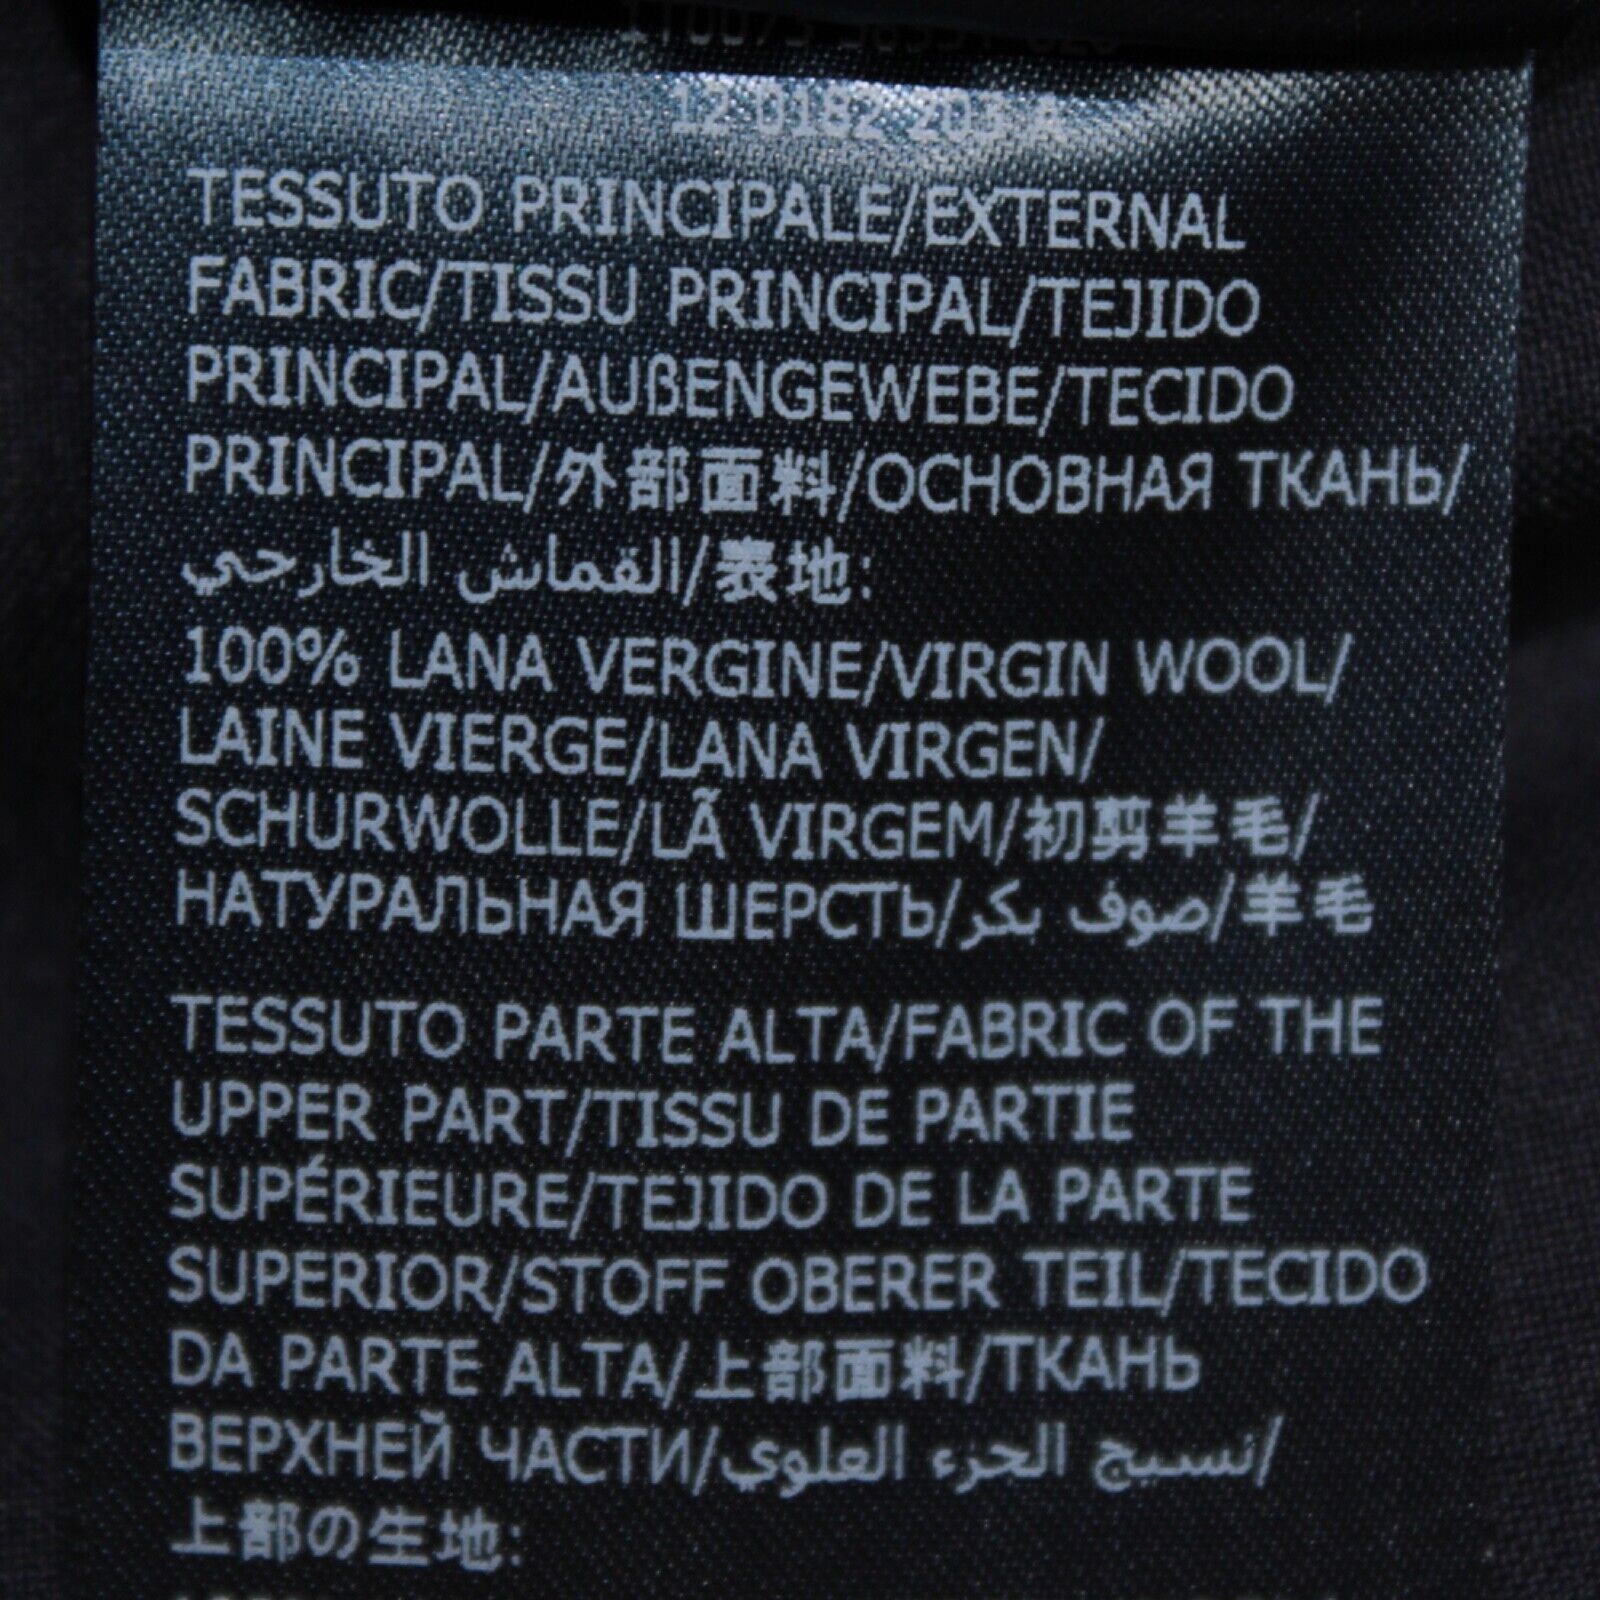 12 0182 203 A
TESSUTO PRINCIPALE/EXTERNAL
FABRIC/TISSU PRINCIPAL/TEJIDO
PRINCIPAL/AUßENGEWEBE/TECIDO
PRINCIPAL/外部面料/ОСНОВНАЯ ТКАНЬ/
القماش الخارجي/表地:
100% LANA VERGINE/VIRGIN WOOL/
LAINE VIERGE/LANA VIRGEN/
SCHURWOLLE/LÃ VIRGEM/初剪羊毛/
НАТУРАЛЬНАЯ ШЕРСТЬ/صوف بكر/羊毛
TESSUTO PARTE ALTA/FABRIC OF THE
UPPER PART/TISSU DE PARTIE
SUPÉRIEURE/TEJIDO DE LA PARTE
SUPERIOR/STOFF OBERER TEIL/TECIDO
DA PARTE ALTA/上部面料/ТКАНЬ
ВЕРХНЕЙ ЧАСТИ/نسيج الجزء العلوي/
上部の生地: